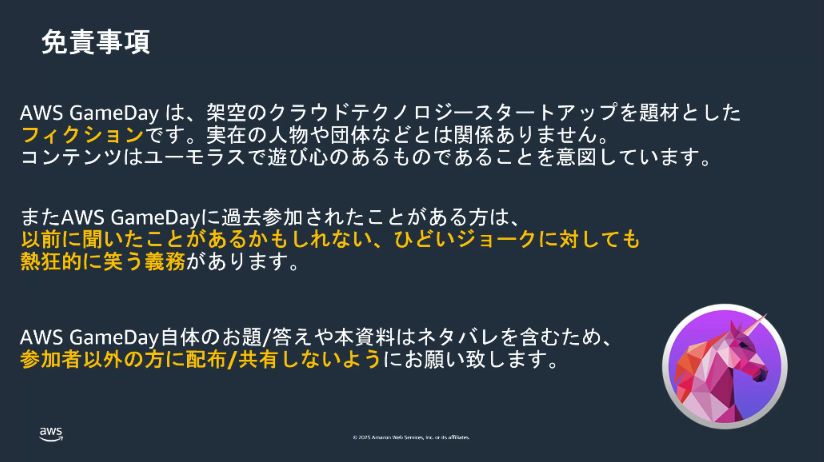 免責事項
AWS GameDay は、架空のクラウドテクノロジースタートアップを題材とした
フィクションです。実在の人物や団体などとは関係ありません。
コンテンツはユーモラスで遊び心のあるものであることを意図しています。
またAWS GameDayに過去参加されたことがある方は、
以前に聞いたことがあるかもしれない、ひどいジョークに対しても
熱狂的に笑う義務があります。
AWS GameDay自体のお題/答えや本資料はネタバレを含むため、
参加者以外の方に配布/共有しないようにお願い致します。
aws
© 2025 Amazon Web Services, Inc. or its affiliates.